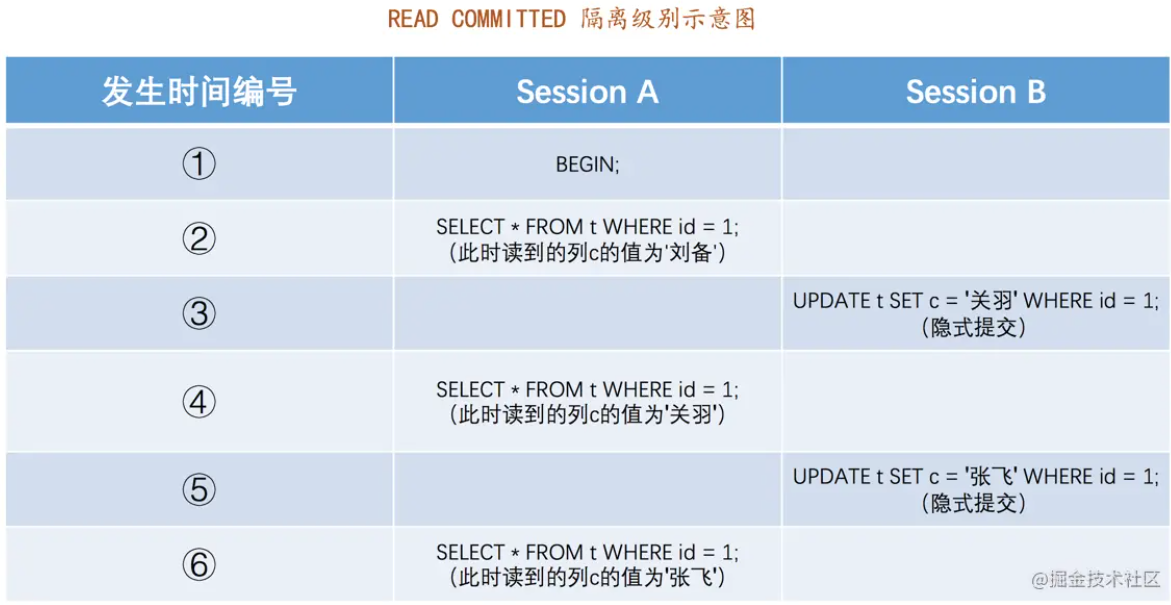 READ COMMITTED 隔离级别示意图
发生时间编号 Session A Session B
① BEGIN;
② SELECT * FROM t WHERE id = 1;
（此时读到的列c的值为'刘备'）
③ UPDATE t SET c = '关羽' WHERE id = 1;
（隐式提交）
④ SELECT * FROM t WHERE id = 1;
（此时读到的列c的值为'关羽'）
⑤ UPDATE t SET c = '张飞' WHERE id = 1;
（隐式提交）
⑥ SELECT * FROM t WHERE id = 1;
（此时读到的列c的值为'张飞'）
@掘金技术社区